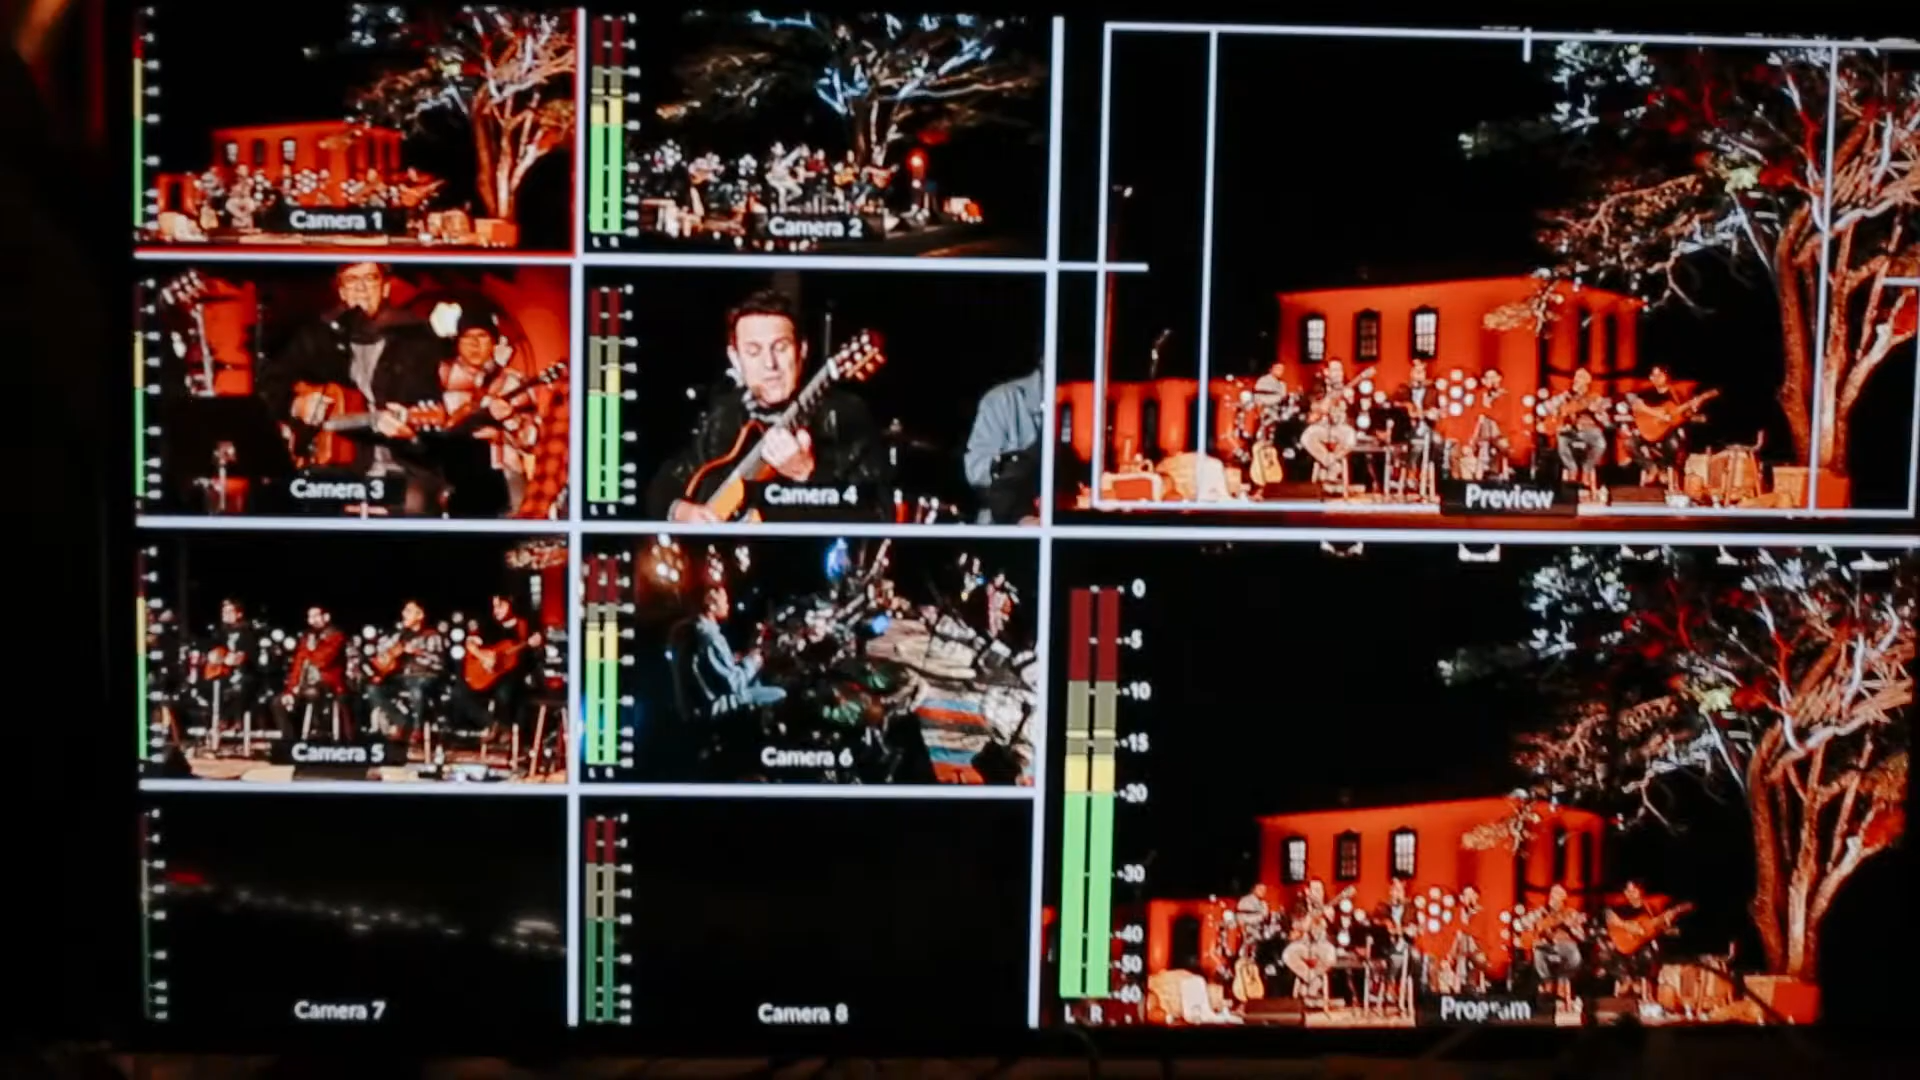 Camera 1
Camera 2
Camera 3
Camera 4
Preview
Camera 5
Camera 6
0
-5
-10
-15
-20
-30
-40
-50
-60
L R
Camera 7
Camera 8
Program